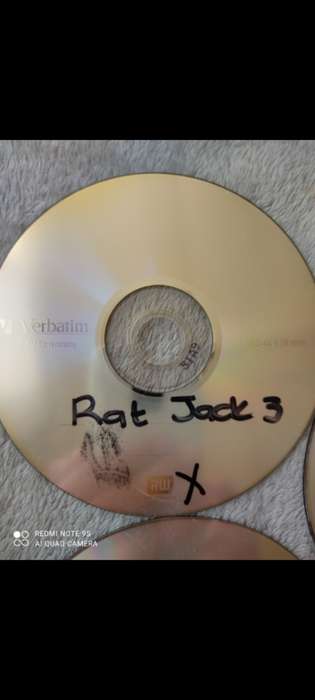 Verbatim
Rat Jack 3
RW
X
REDMI NOTE 9S
AI QUAD CAMERA